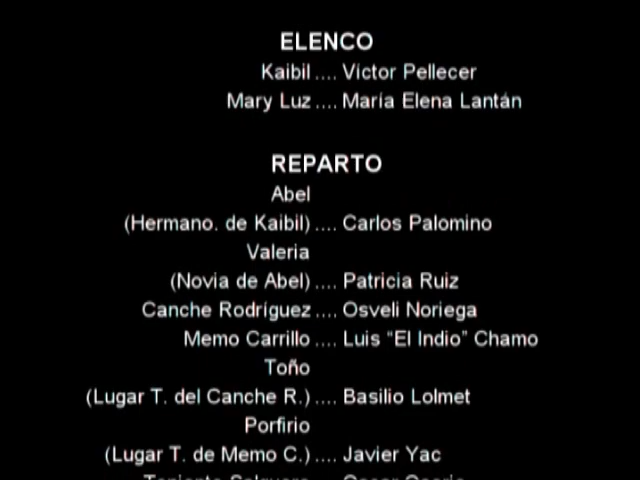 ELENCO
Kaibil .... Víctor Pellecer
Mary Luz .... María Elena Lantán
REPARTO
Abel
(Hermano. de Kaibil) .... Carlos Palomino
Valeria
(Novia de Abel) .... Patricia Ruiz
Canche Rodríguez .... Osveli Noriega
Memo Carrillo .... Luis “El Indio” Chamo
Toño
(Lugar T. del Canche R.) .... Basilio Lolmet
Porfirio
(Lugar T. de Memo C.) .... Javier Yac